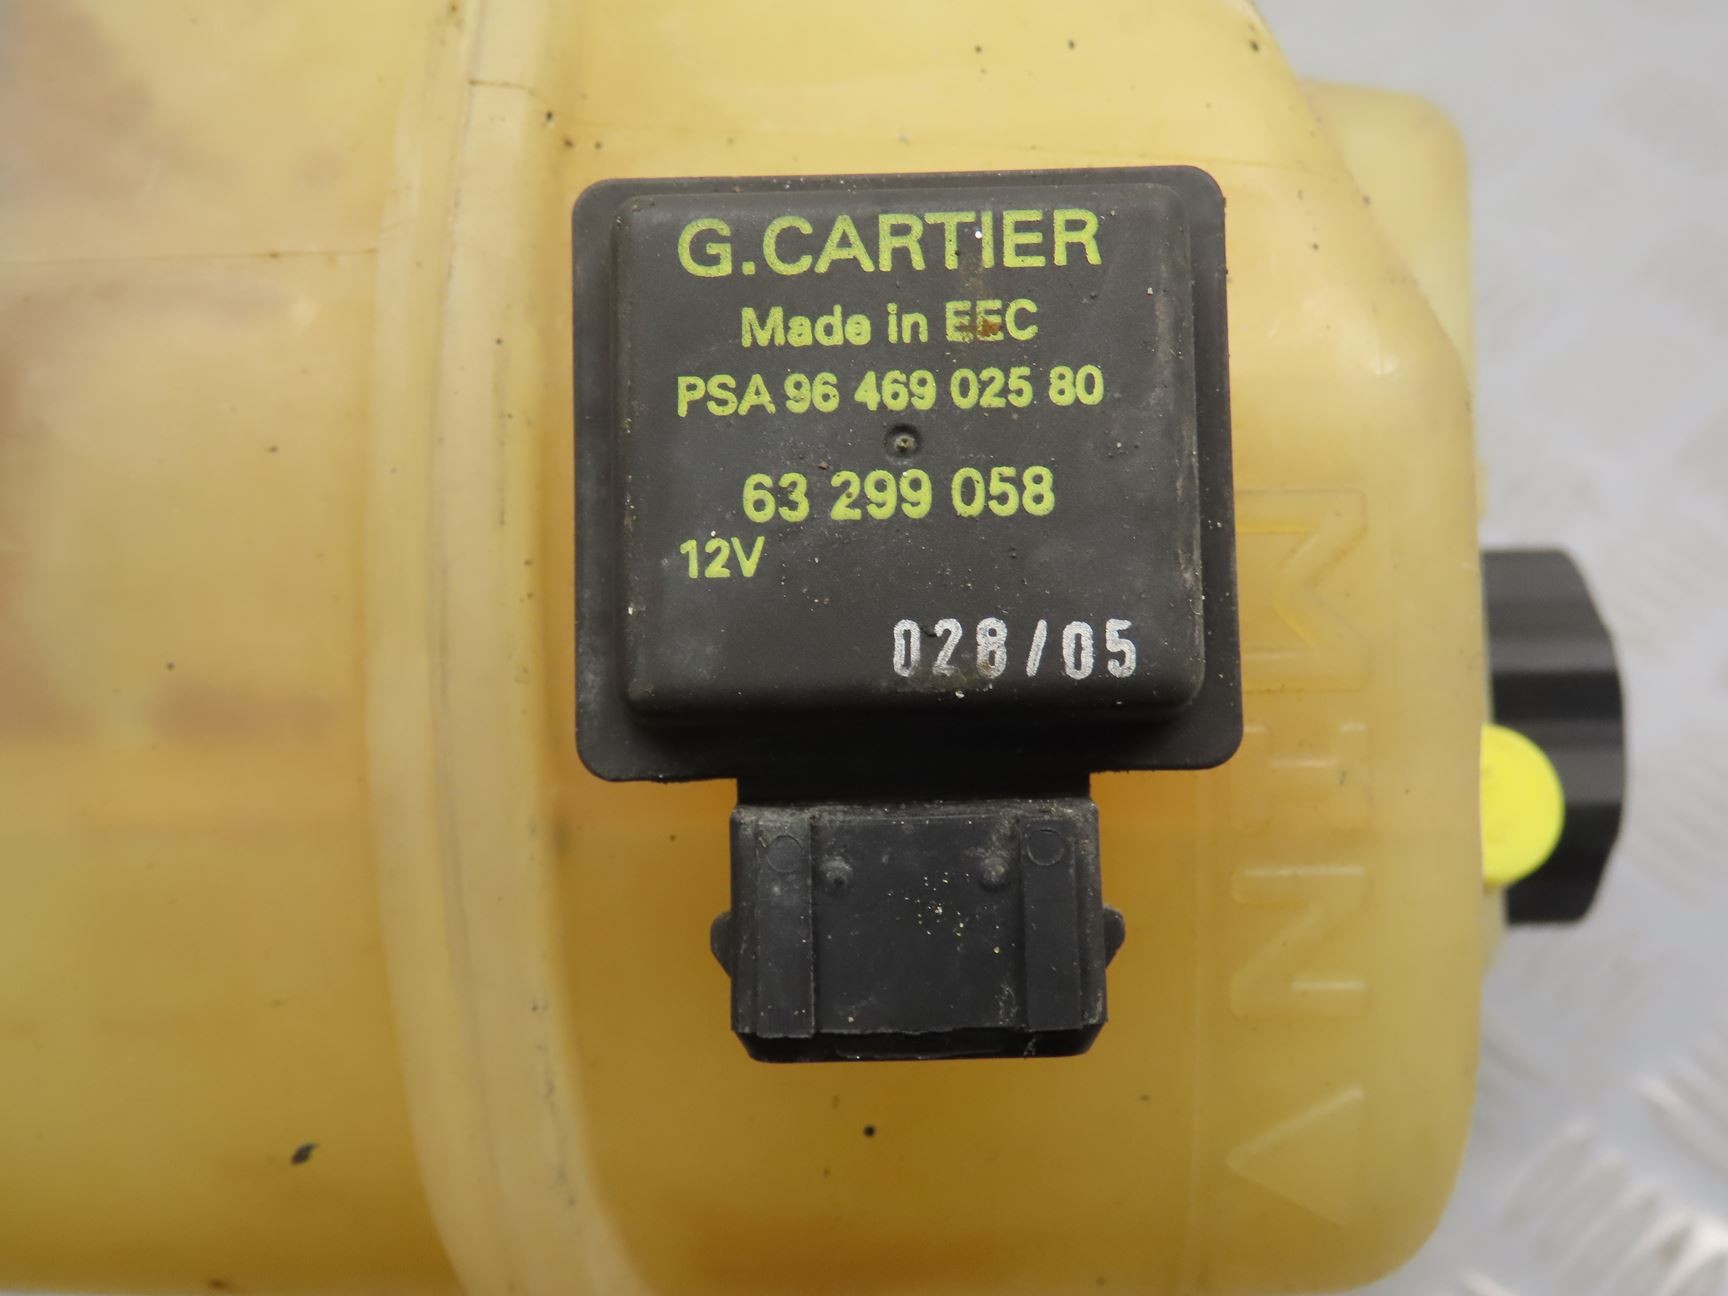 G.CARTIER
Made in EEC
PSA 96 469 025 80
63 299 058
12V
028/05